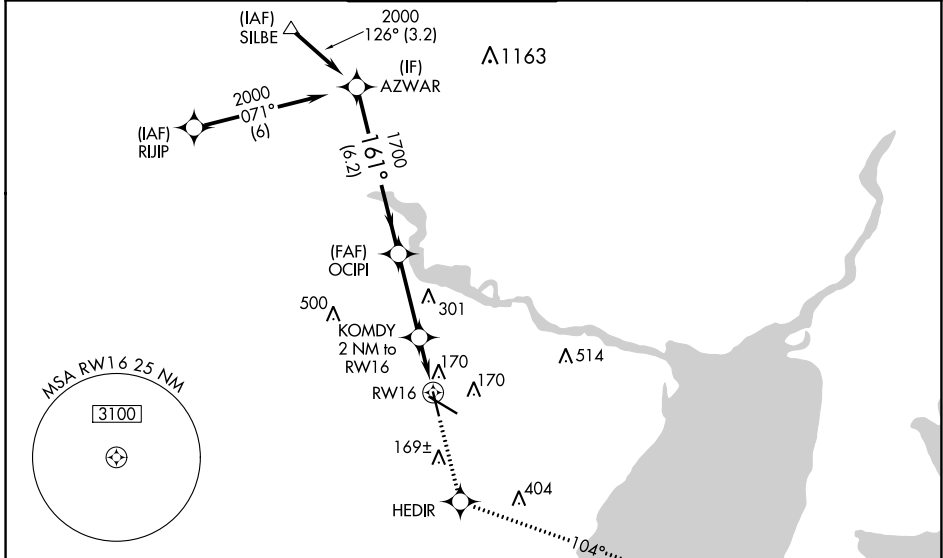 (IAF)
SILBE
2000
126° (3.2)
(IF)
AZWAR
1163
2000
071°
(6)
(IAF)
RIJIP
1700
161°
(6.2)
(FAF)
OCIPI
500
301
KOMDY
2 NM to
RW16
170
170
514
RW16
MSA RW16 25 NM
3100
169±
HEDIR
404
104°